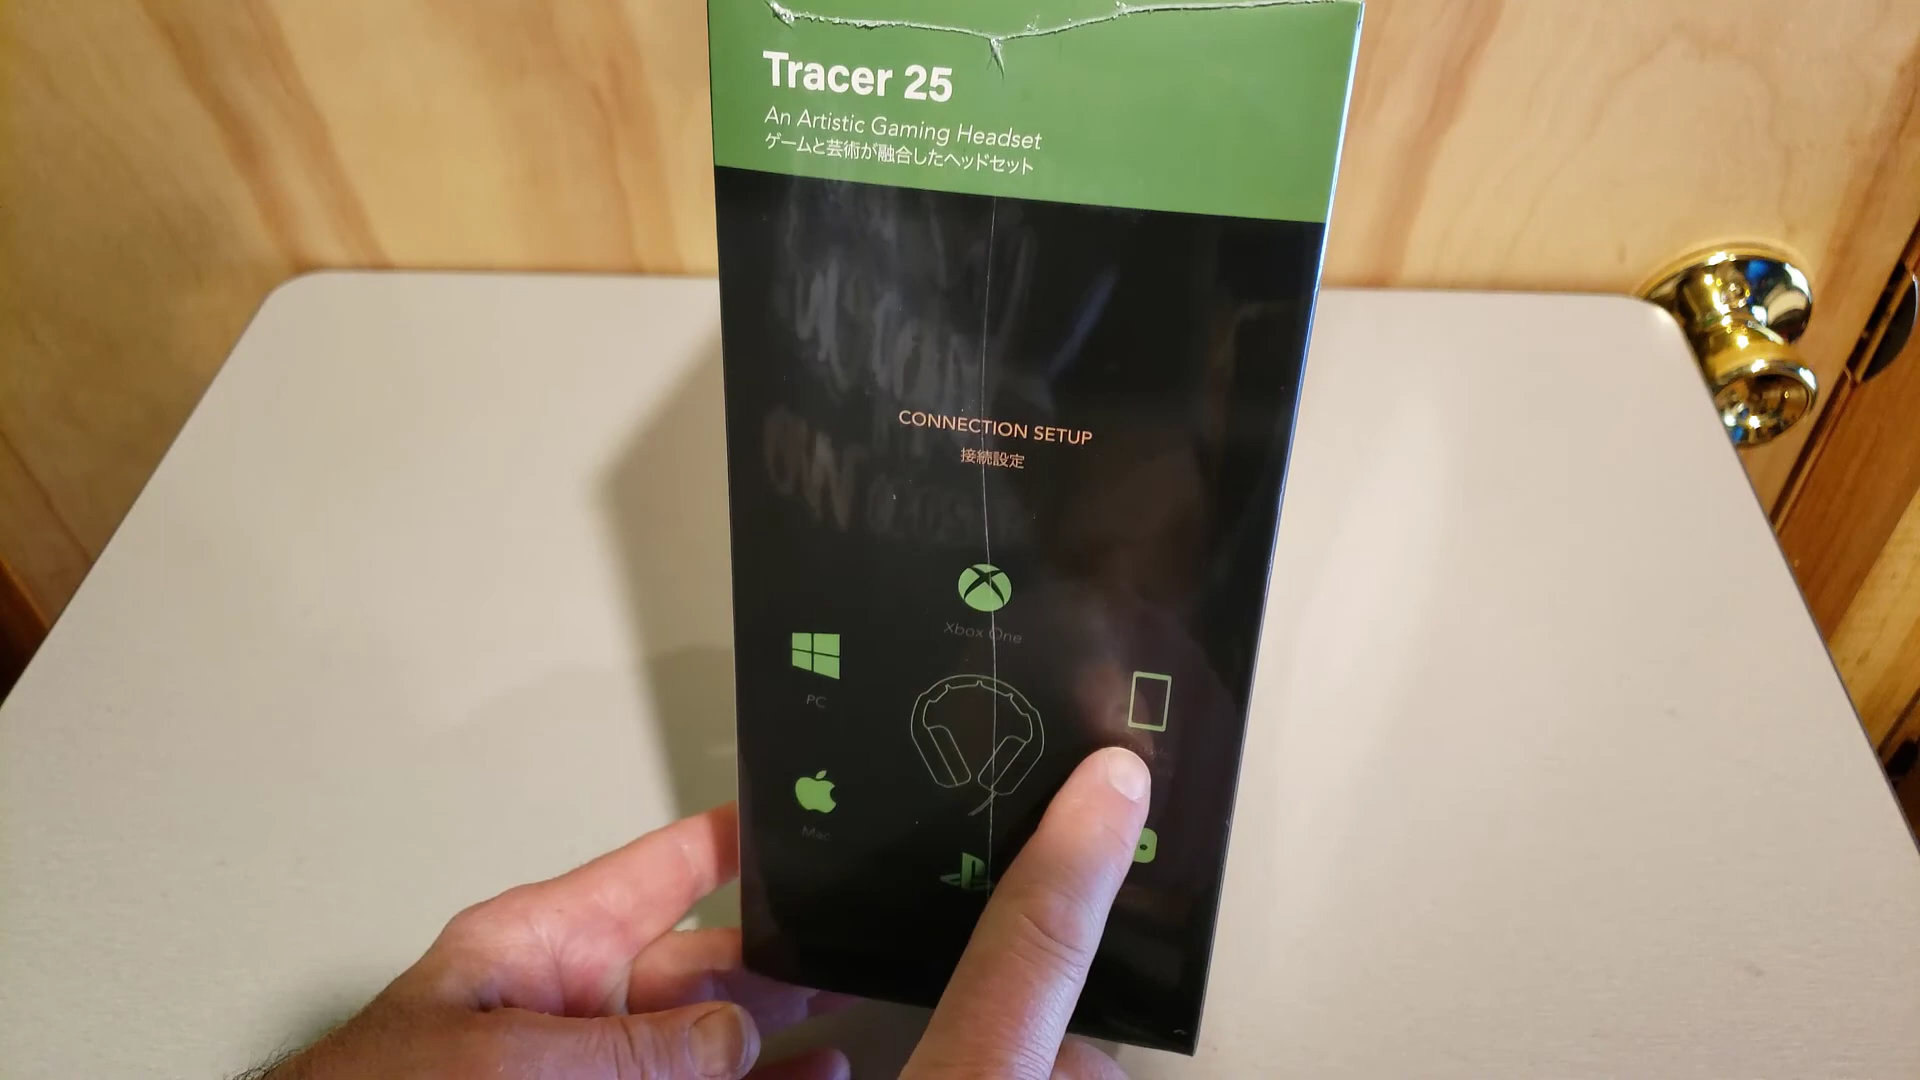 Tracer 25
An Artistic Gaming Headset
ゲームと芸術が融合したヘッドセット
CONNECTION SETUP
接続設定
Xbox One
PC
Mac